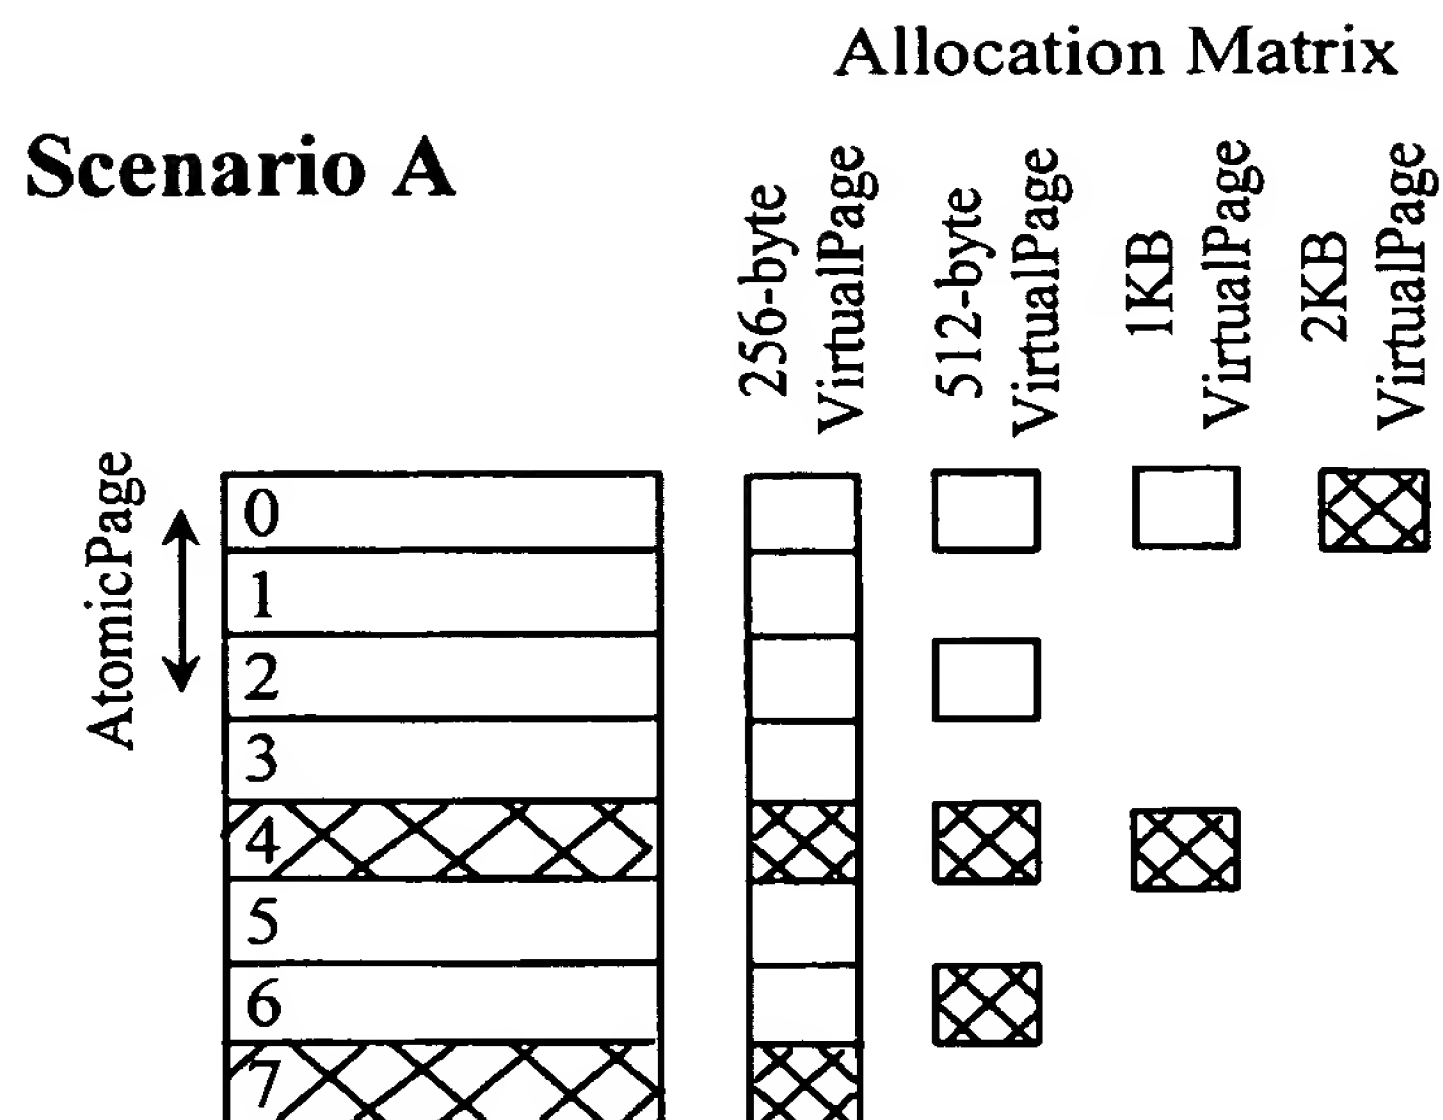 Allocation Matrix
Scenario A
256-byte
VirtualPage
512-byte
VirtualPage
1KB
VirtualPage
2KB
VirtualPage
AtomicPage
0
1
2
3
4
5
6
7